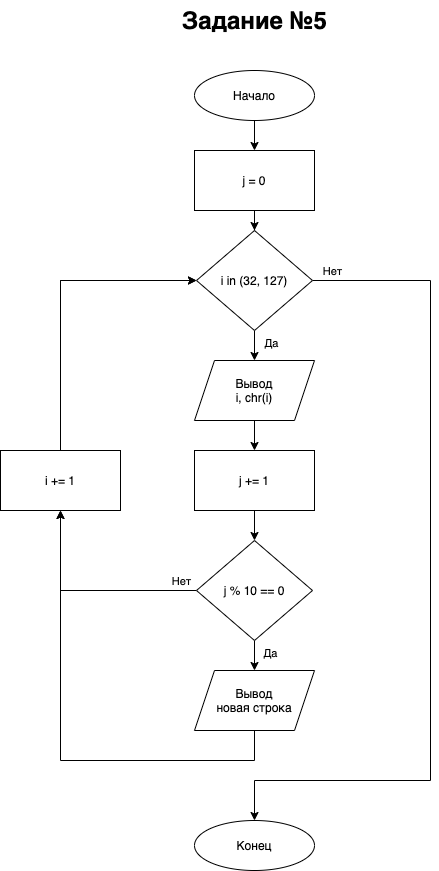 Задание №5
Начало
j = 0
i in (32, 127)
Нет
Да
Вывод
i, chr(i)
i += 1
j += 1
Нет
j % 10 == 0
Да
Вывод
новая строка
Конец